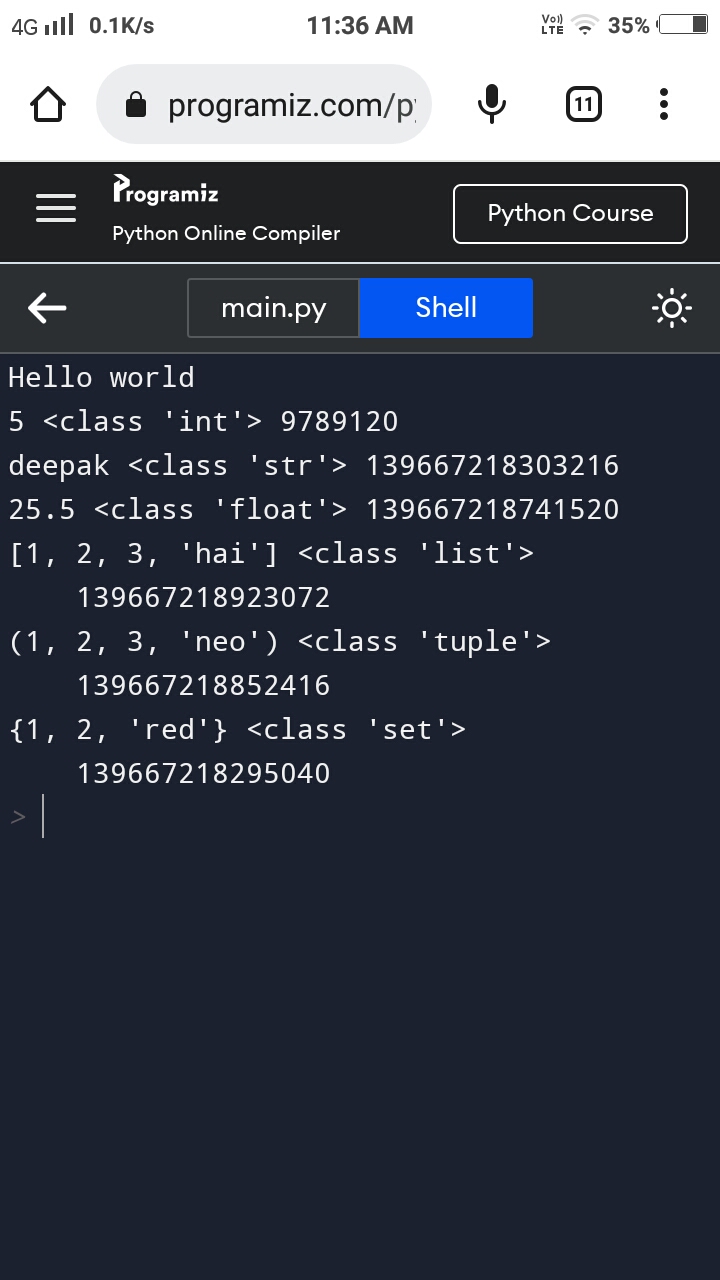 4G 0.1K/s 11:36 AM Vo)) LTE 35%
programiz.com/py 11
Programiz
Python Online Compiler
Python Course
main.py Shell
Hello world
5 <class 'int'> 9789120
deepak <class 'str'> 139667218303216
25.5 <class 'float'> 139667218741520
[1, 2, 3, 'hai'] <class 'list'>
139667218923072
(1, 2, 3, 'neo') <class 'tuple'>
139667218852416
{1, 2, 'red'} <class 'set'>
139667218295040
>